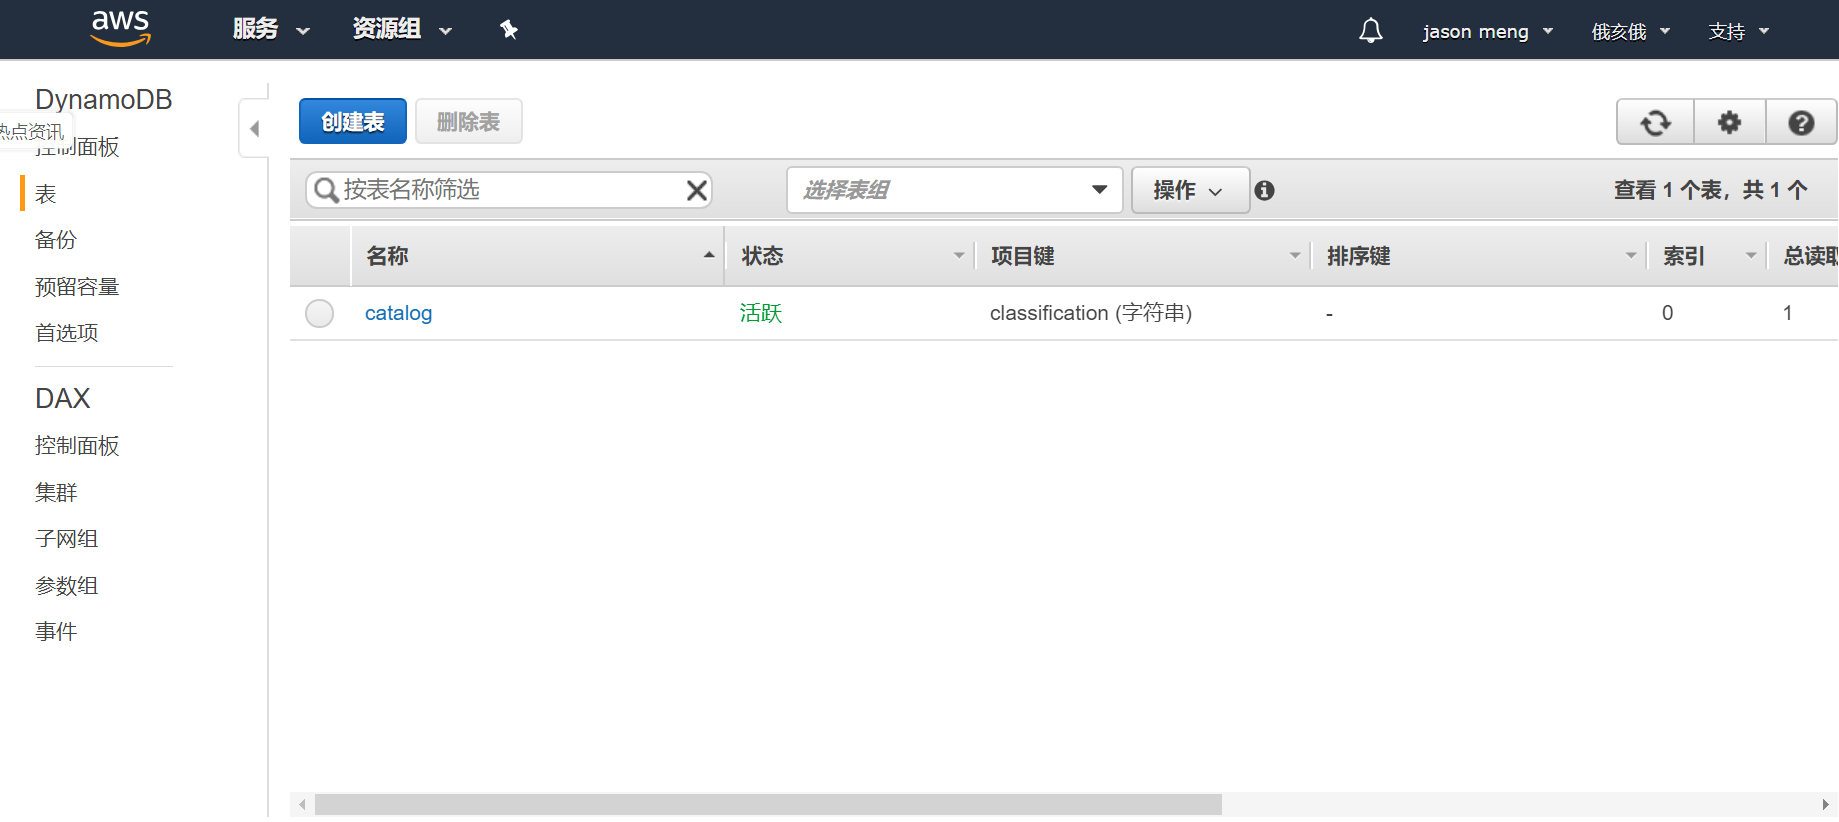 aws 服务 资源组 jason meng 俄亥俄 支持
DynamoDB
热点资讯
控制面板
表
备份
预留容量
首选项
DAX
控制面板
集群
子网组
参数组
事件
创建表 删除表
按表名称筛选 选择表组 操作 查看 1 个表，共 1 个
名称 状态 项目键 排序键 索引 总读取
catalog 活跃 classification (字符串) - 0 1